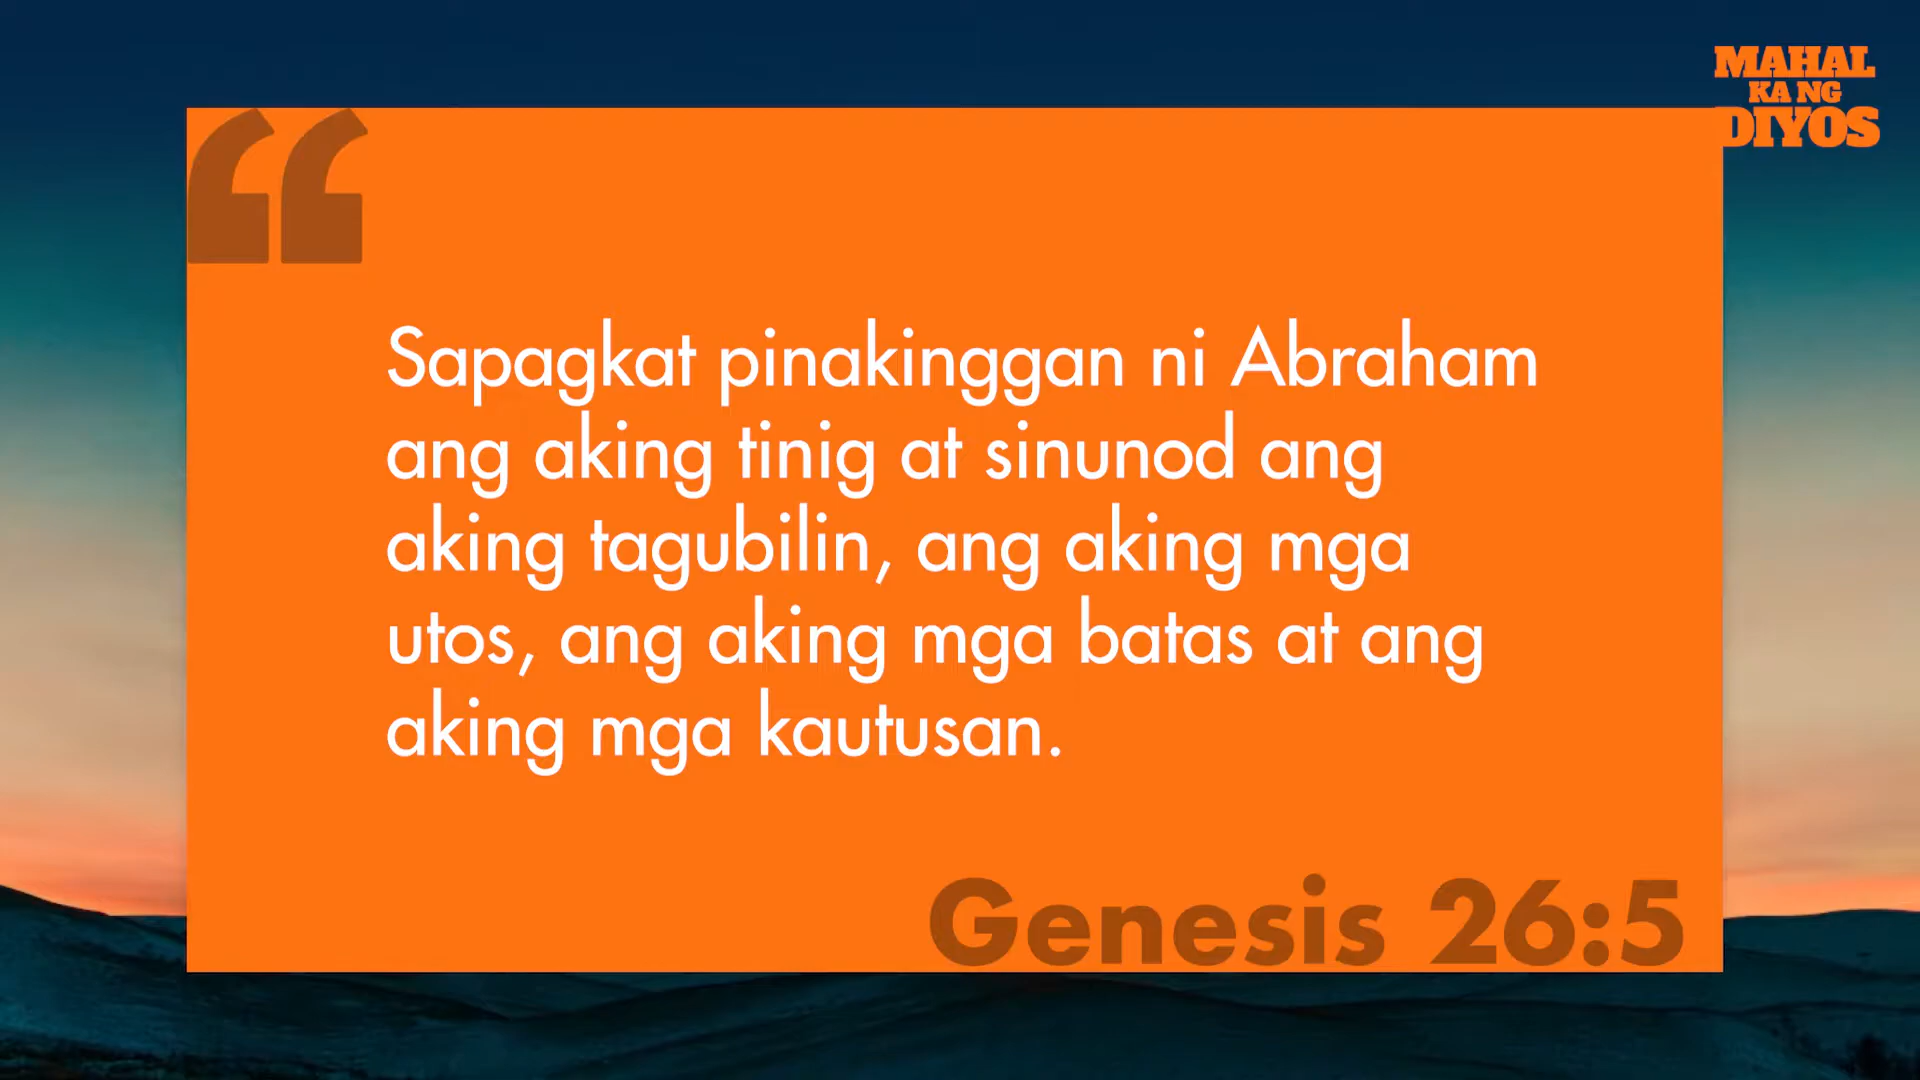 MAHAL
KA NG
DIYOS
Sapagkat pinakinggan ni Abraham
ang aking tinig at sinunod ang
aking tagubilin, ang aking mga
utos, ang aking mga batas at ang
aking mga kautusan.
Genesis 26:5